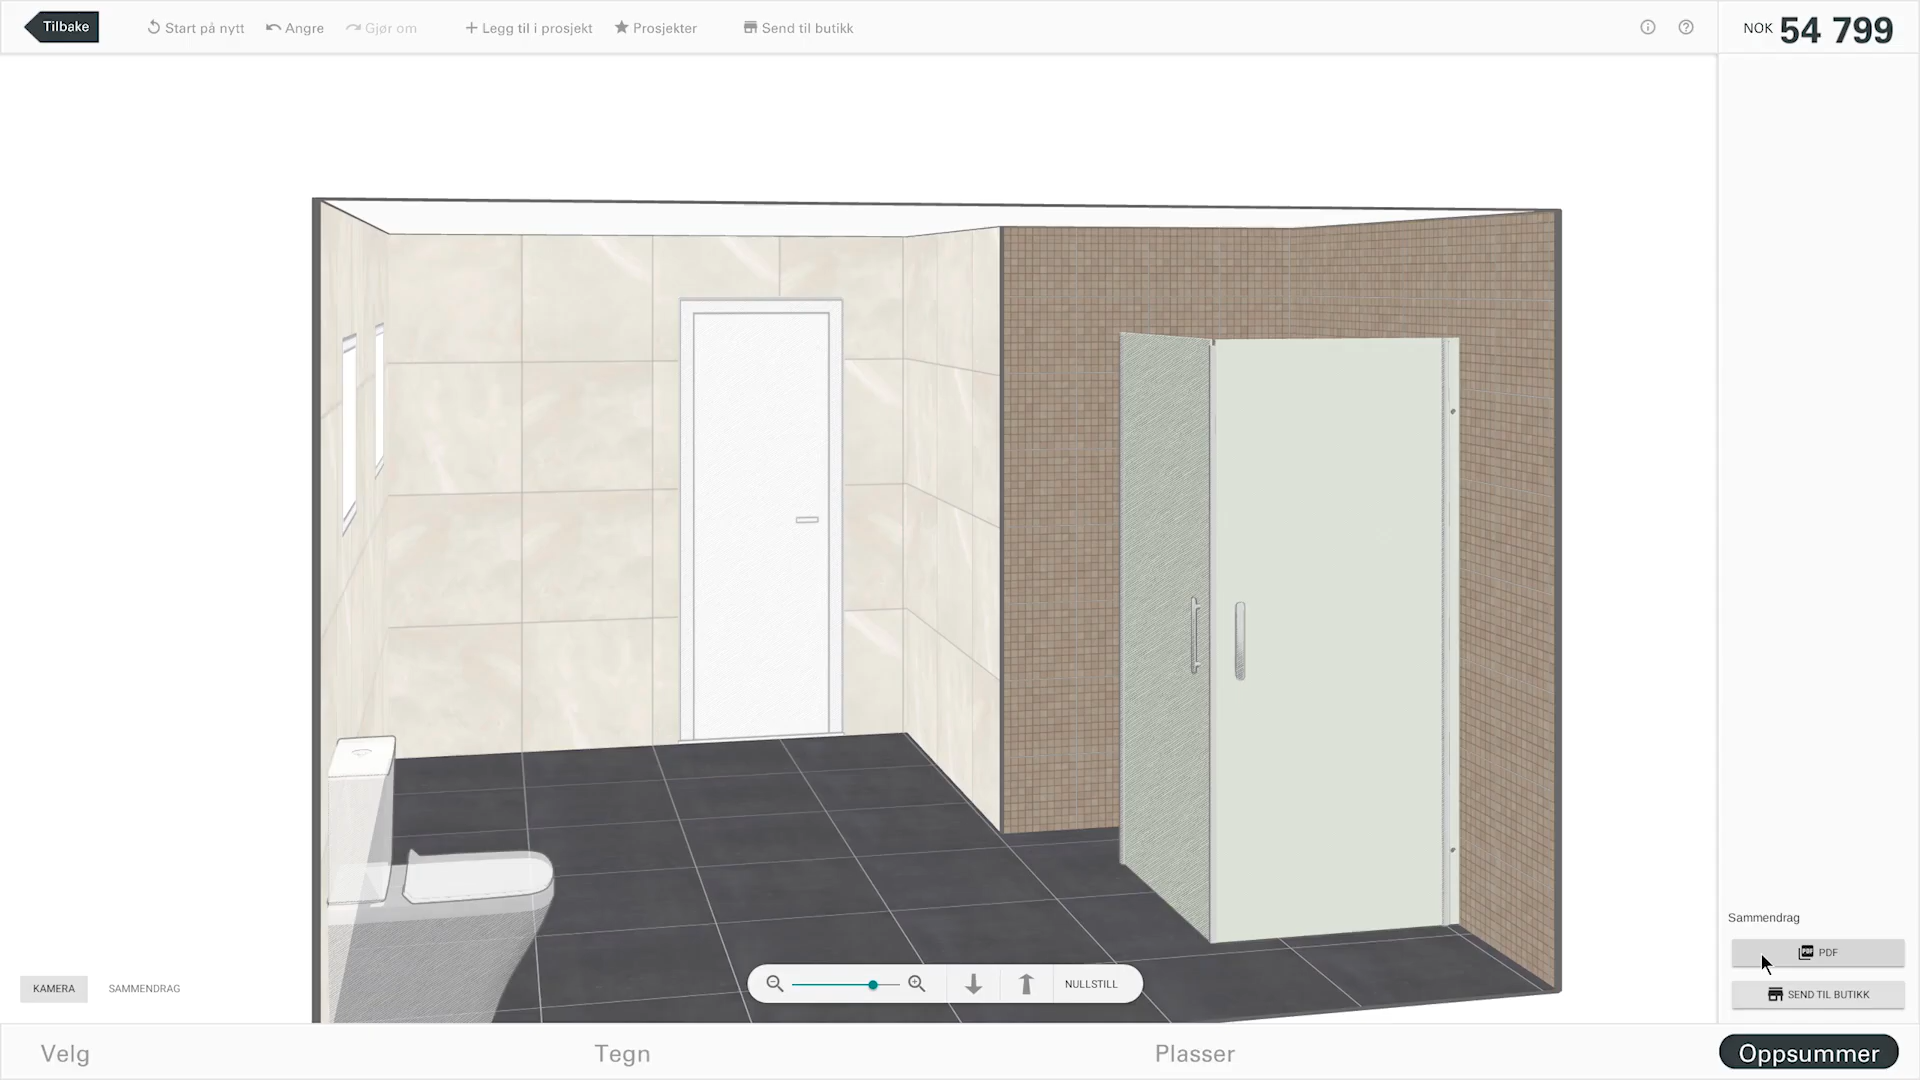 Tilbake
Start på nytt
Angre
Gjør om
Legg til i prosjekt
Prosjekter
Send til butikk
NOK 54 799
Sammendrag
PDF
SEND TIL BUTIKK
KAMERA
SAMMENDRAG
NULLSTILL
Velg
Tegn
Plasser
Oppsummer